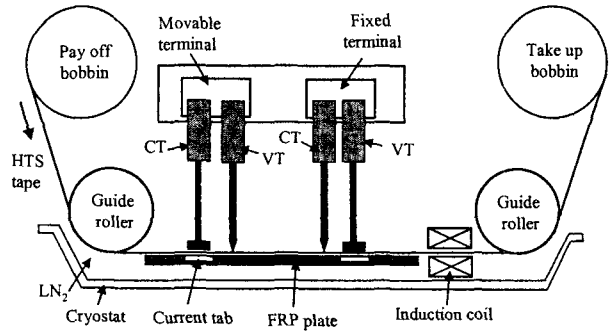 Movable
terminal
Fixed
terminal
Pay off
bobbin
Take up
bobbin
CT
VT
CT
VT
HTS
tape
Guide
roller
Guide
roller
LN2
Cryostat
Current tab
FRP plate
Induction coil